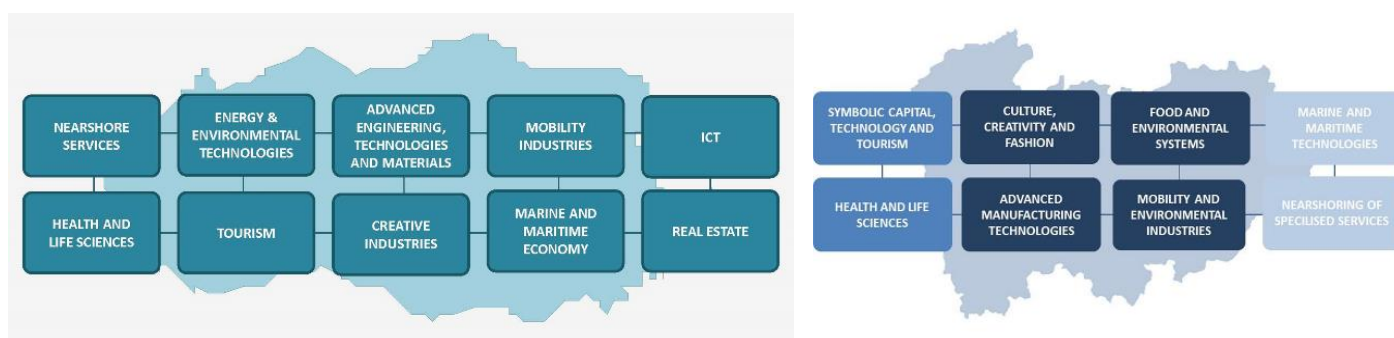 NEARSHORE
SERVICES
ENERGY &
ENVIRONMENTAL
TECHNOLOGIES
ADVANCED
ENGINEERING,
TECHNOLOGIES
AND MATERIALS
MOBILITY
INDUSTRIES
ICT
HEALTH AND
LIFE SCIENCES
TOURISM
CREATIVE
INDUSTRIES
MARINE AND
MARITIME
ECONOMY
REAL ESTATE
SYMBOLIC CAPITAL,
TECHNOLOGY AND
TOURISM
CULTURE,
CREATIVITY AND
FASHION
FOOD AND
ENVIRONMENTAL
SYSTEMS
MARINE AND
MARITIME
TECHNOLOGIES
HEALTH AND LIFE
SCIENCES
ADVANCED
MANUFACTURING
TECHNOLOGIES
MOBILITY AND
ENVIRONMENTAL
INDUSTRIES
NEARSHORING OF
SPECILISED SERVICES